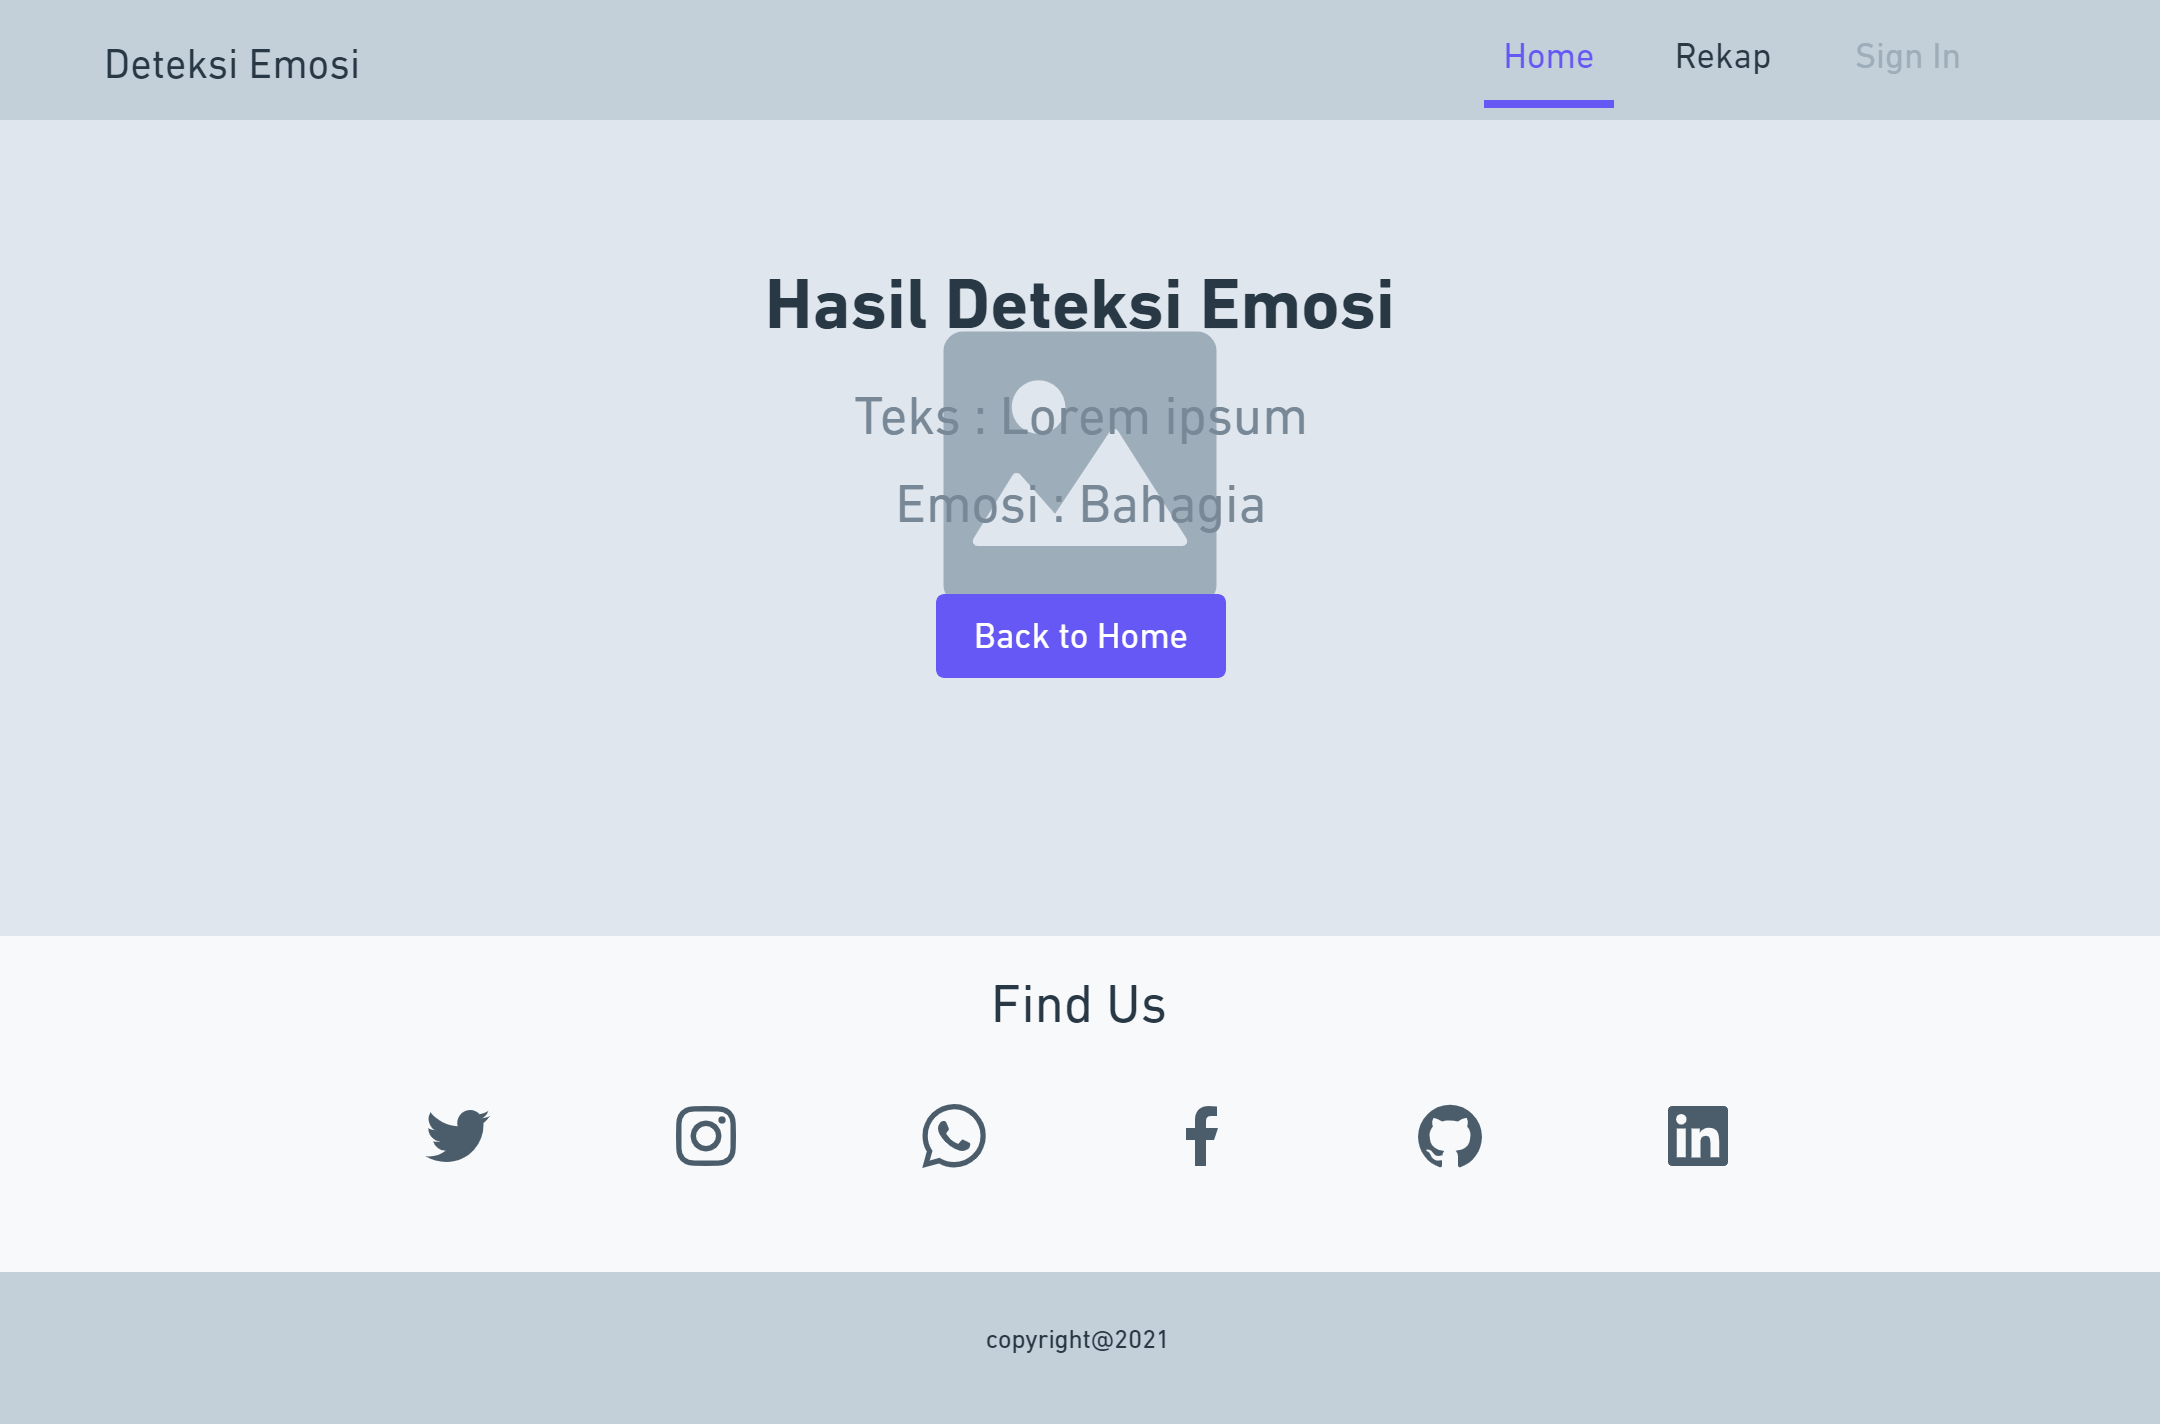 Deteksi Emosi
Home
Rekap
Sign In
Hasil Deteksi Emosi
Teks : Lorem ipsum
Emosi : Bahagia
Back to Home
Find Us
copyright@2021